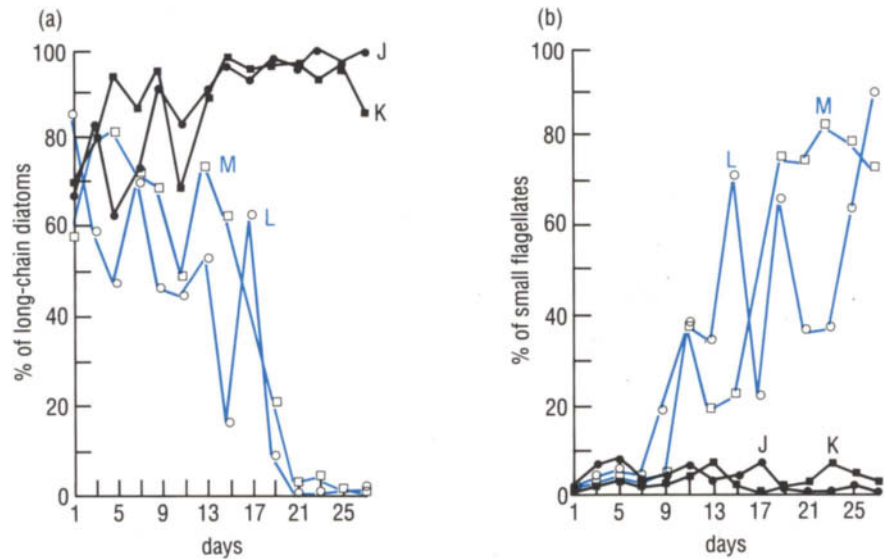 (a)
100
80
60
40
20
0
% of long-chain diatoms
J
K
M
L
1
5
9
13
17
21
25
days
(b)
100
80
60
40
20
0
% of small flagellates
M
L
J
K
1
5
9
13
17
21
25
days